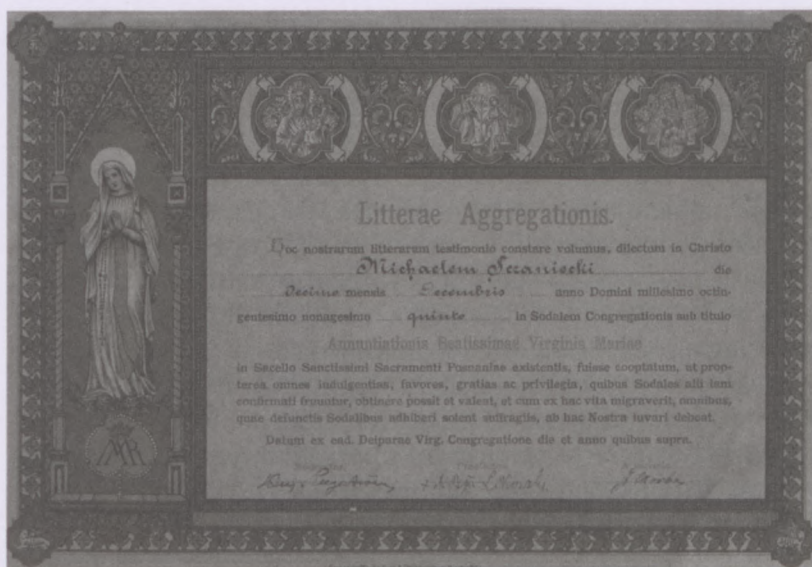 Litterae Aggregationis.
Hoc nostrarum litterarum testimonio constare volumus, dilectum in Christo
Michaelem Sczaniecki die
Decimo mensis Decembris anno Domini millesimo octin-
gentesimo nonagesimo quinto in Sodalem Congregationis sub titulo
Annuntiationis Beatissimae Virginis Mariae
in Sacello Sanctissimi Sacramenti Posnaniae existentis, fuisse cooptatum, ut prop-
terea omnes indulgentias, favores, gratias ac privilegia, quibus Sodales alii isni
confirmati fruuntur, obtinere possit et valeat, et cum ex hac vita migraverit, omnibus,
quae defunctis Sodalibus adhiberi solent suffragiis, ab hac Nostra iuvari debeat.
Datum ex ead. Deiparae Virg. Congregatione die et anno quibus supra.